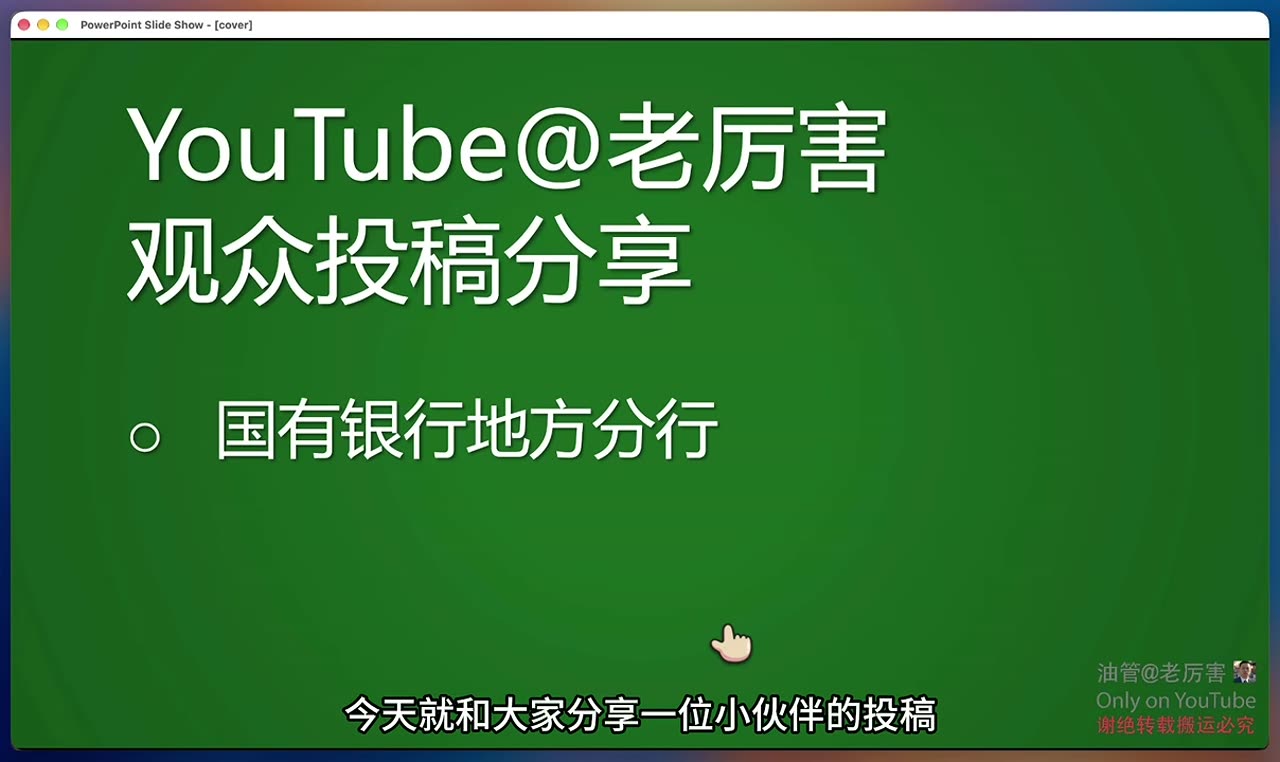 PowerPoint Slide Show - [cover]
YouTube@老厉害
观众投稿分享
国有银行地方分行
油管@老厉害
Only on YouTube
谢绝转载搬运必究
今天就和大家分享一位小伙伴的投稿